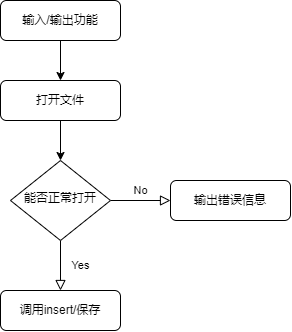 输入/输出功能
打开文件
能否正常打开
No
输出错误信息
Yes
调用insert/保存